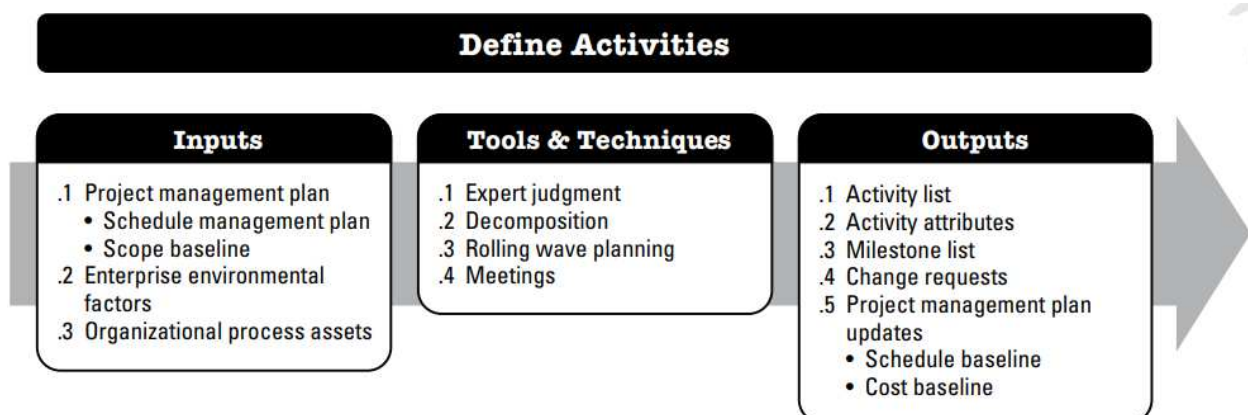 Define Activities
Inputs
.1 Project management plan
• Schedule management plan
• Scope baseline
.2 Enterprise environmental
factors
.3 Organizational process assets
Tools & Techniques
.1 Expert judgment
.2 Decomposition
.3 Rolling wave planning
.4 Meetings
Outputs
.1 Activity list
.2 Activity attributes
.3 Milestone list
.4 Change requests
.5 Project management plan
updates
• Schedule baseline
• Cost baseline